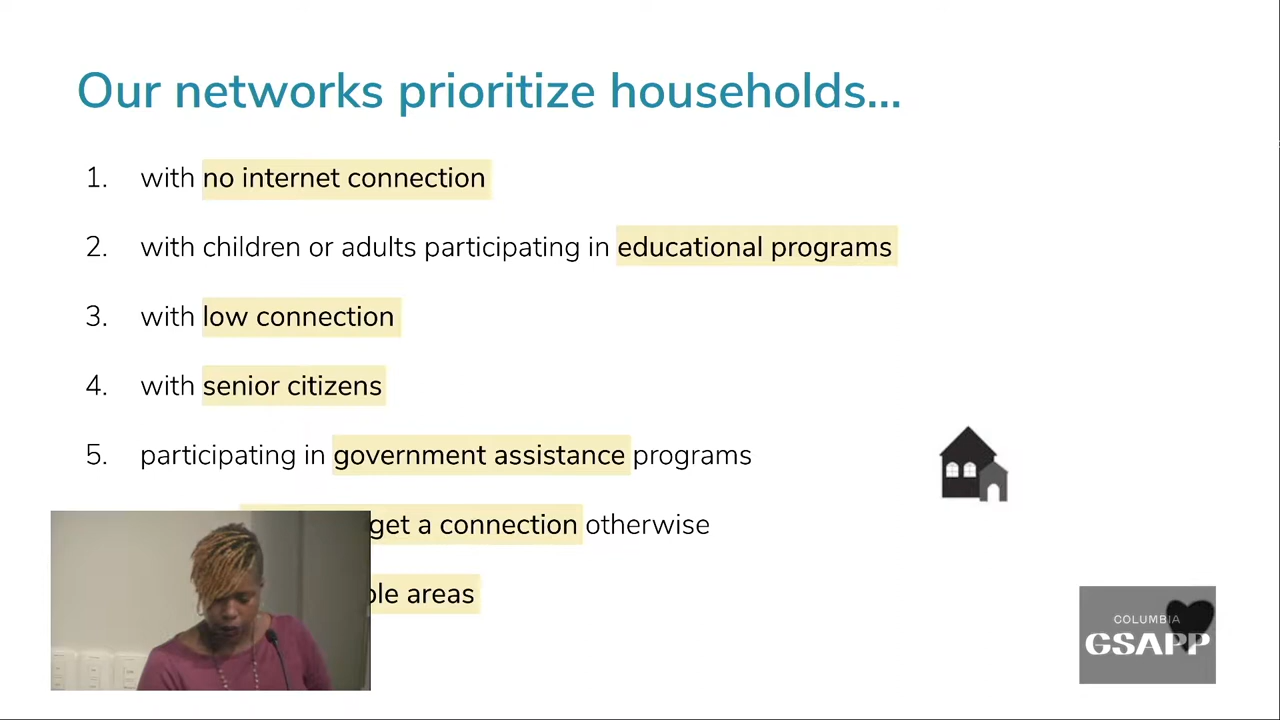 Our networks prioritize households...
1. with no internet connection
2. with children or adults participating in educational programs
3. with low connection
4. with senior citizens
5. participating in government assistance programs
get a connection otherwise
areas
COLUMBIA
GSAPP